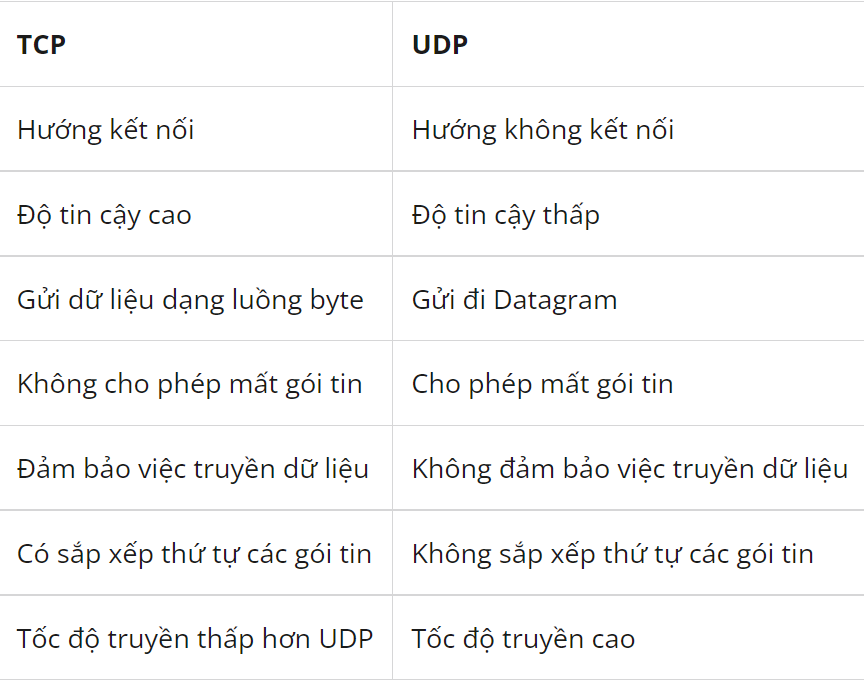 TCP UDP
Hướng kết nối Hướng không kết nối
Độ tin cậy cao Độ tin cậy thấp
Gửi dữ liệu dạng luồng byte Gửi đi Datagram
Không cho phép mất gói tin Cho phép mất gói tin
Đảm bảo việc truyền dữ liệu Không đảm bảo việc truyền dữ liệu
Có sắp xếp thứ tự các gói tin Không sắp xếp thứ tự các gói tin
Tốc độ truyền thấp hơn UDP Tốc độ truyền cao